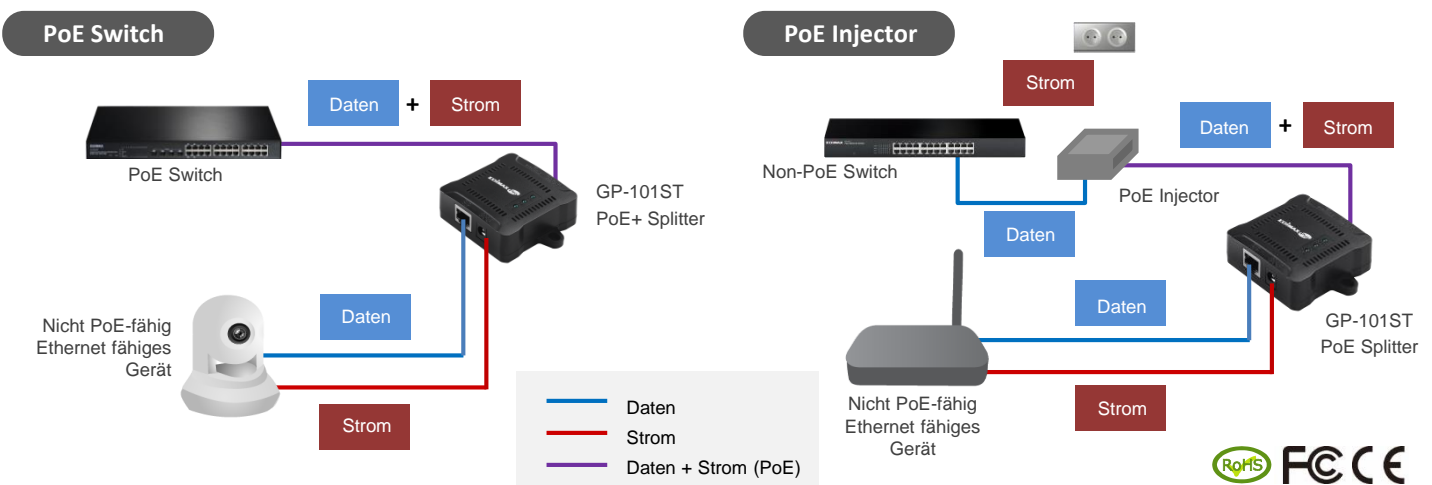 PoE Switch
Daten + Strom
PoE Switch
GP-101ST
PoE+ Splitter
Daten
Nicht PoE-fähig
Ethernet fähiges
Gerät
Strom
Daten
Strom
Daten + Strom (PoE)
PoE Injector
Strom
Daten + Strom
Non-PoE Switch
PoE Injector
Daten
Daten
GP-101ST
PoE Splitter
Strom
Nicht PoE-fähig
Ethernet fähiges
Gerät
RoHS FC CE